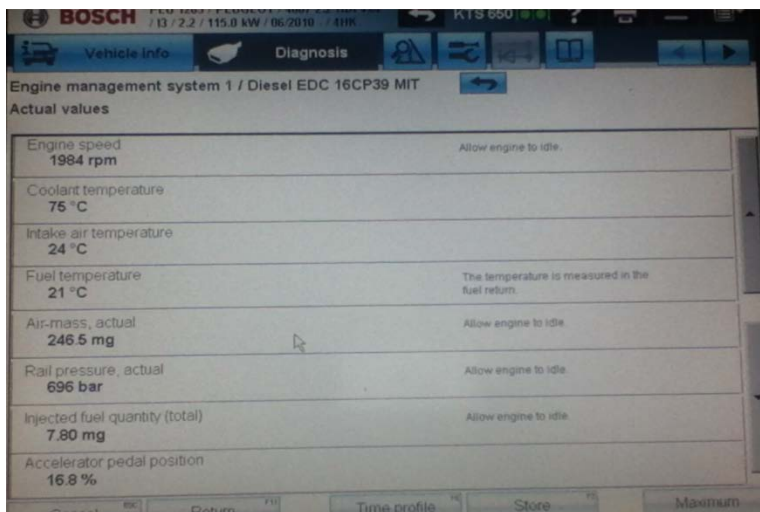 BOSCH
/ I3 / 2.2 / 115.0 kW / 06/2010 - / 4HK
KTS 650
?
Vehicle info
Diagnosis
Engine management system 1 / Diesel EDC 16CP39 MIT
Actual values
Engine speed
1984 rpm
Allow engine to idle.
Coolant temperature
75 °C
Intake air temperature
24 °C
Fuel temperature
21 °C
The temperature is measured in the
fuel return.
Air-mass, actual
246.5 mg
Allow engine to idle.
Rail pressure, actual
696 bar
Allow engine to idle.
Injected fuel quantity (total)
7.80 mg
Allow engine to idle.
Accelerator pedal position
16.8 %
Cancel
Return
Time profile
Store
Maximum